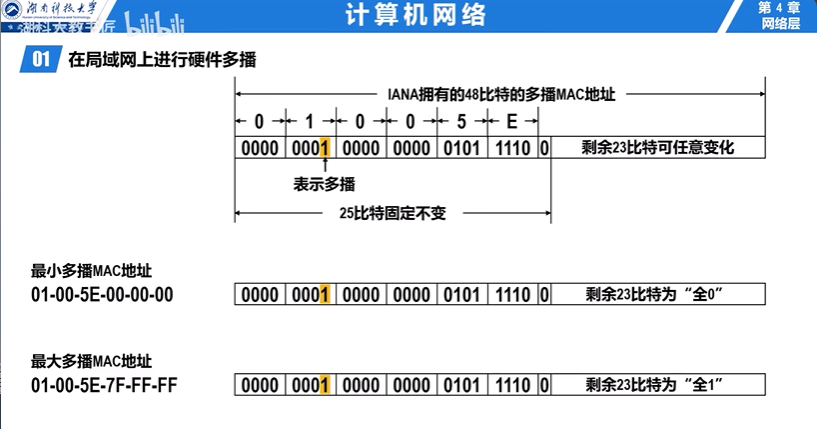 湖南科技大学
计算机网络
第 4 章
网络层
湖科大教书匠 bilibili
01 在局域网上进行硬件多播
IANA拥有的48比特的多播MAC地址
0 1 0 0 5 E
0000 0001 0000 0000 0101 1110 0 剩余23比特可任意变化
表示多播
25比特固定不变
最小多播MAC地址
01-00-5E-00-00-00 0000 0001 0000 0000 0101 1110 0 剩余23比特为“全0”
最大多播MAC地址
01-00-5E-7F-FF-FF 0000 0001 0000 0000 0101 1110 0 剩余23比特为“全1”